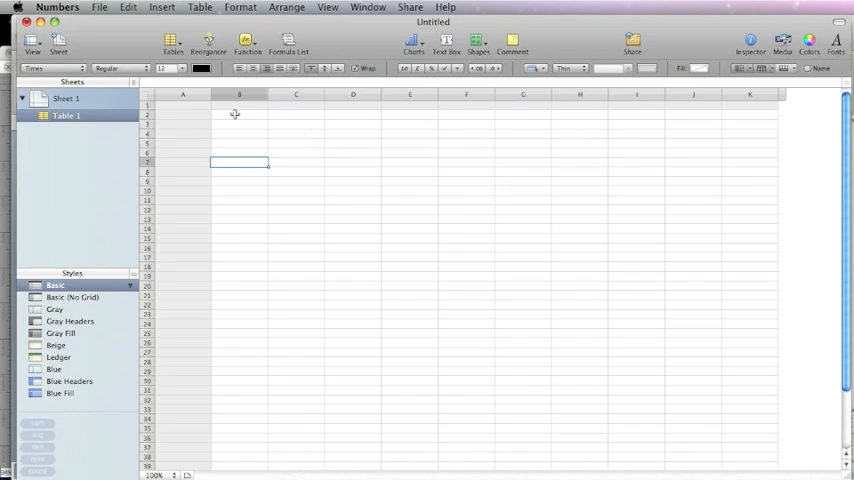 Numbers File Edit Insert Table Format Arrange View Window Share Help
Untitled
View Sheet Tables Reorganize Function Formula List Charts Text Box Shapes Comment Share Inspector Media Colors Fonts
Times Regular 12 Wrap Thin Fill: Name
Sheets
Sheet 1
Table 1
A B C D E F G H I J K
1
2
3
4
5
6
7
8
9
10
11
12
13
14
15
16
17
18
19
20
21
22
23
24
25
26
27
28
29
30
31
32
33
34
35
36
37
38
39
Styles
Basic
Basic (No Grid)
Gray
Gray Headers
Gray Fill
Beige
Ledger
Blue
Blue Headers
Blue Fill
100%